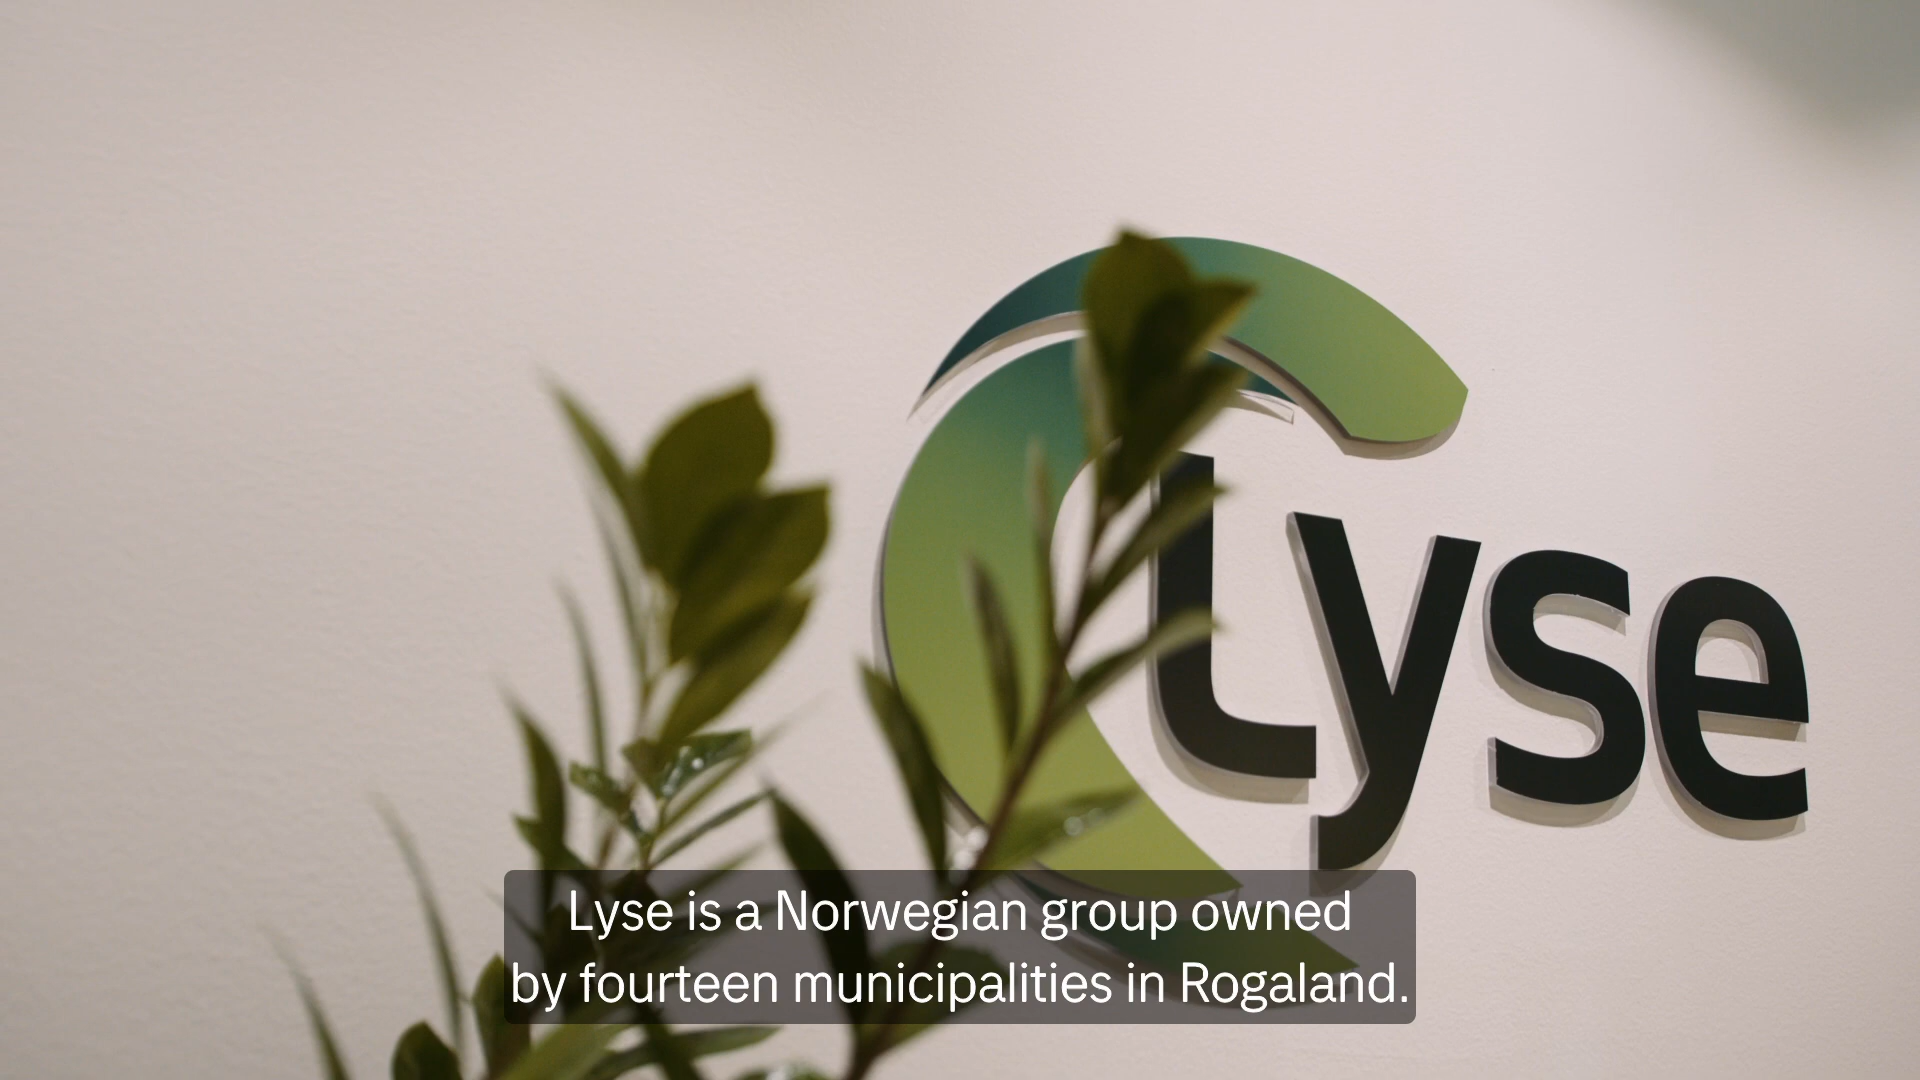 Lyse
Lyse is a Norwegian group owned
by fourteen municipalities in Rogaland.